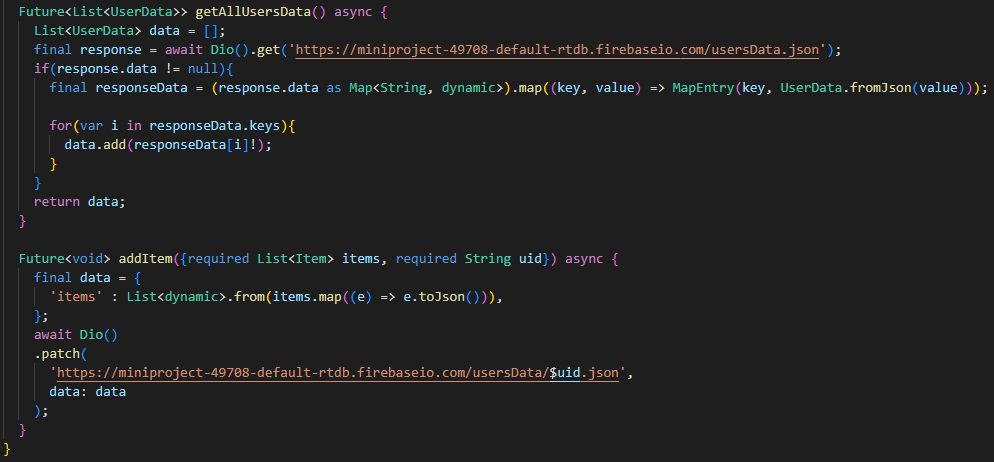 Future<List<UserData>> getAllUsersData() async {
List<UserData> data = [];
final response = await Dio().get('https://miniproject-49708-default-rtdb.firebaseio.com/usersData.json');
if(response.data != null){
final responseData = (response.data as Map<String, dynamic>).map((key, value) => MapEntry(key, UserData.fromJson(value)));
for(var i in responseData.keys){
data.add(responseData[i]!);
}
}
return data;
}
Future<void> addItem({required List<Item> items, required String uid}) async {
final data = {
'items' : List<dynamic>.from(items.map((e) => e.toJson())),
};
await Dio()
.patch(
'https://miniproject-49708-default-rtdb.firebaseio.com/usersData/$uid.json',
data: data
);
}
}